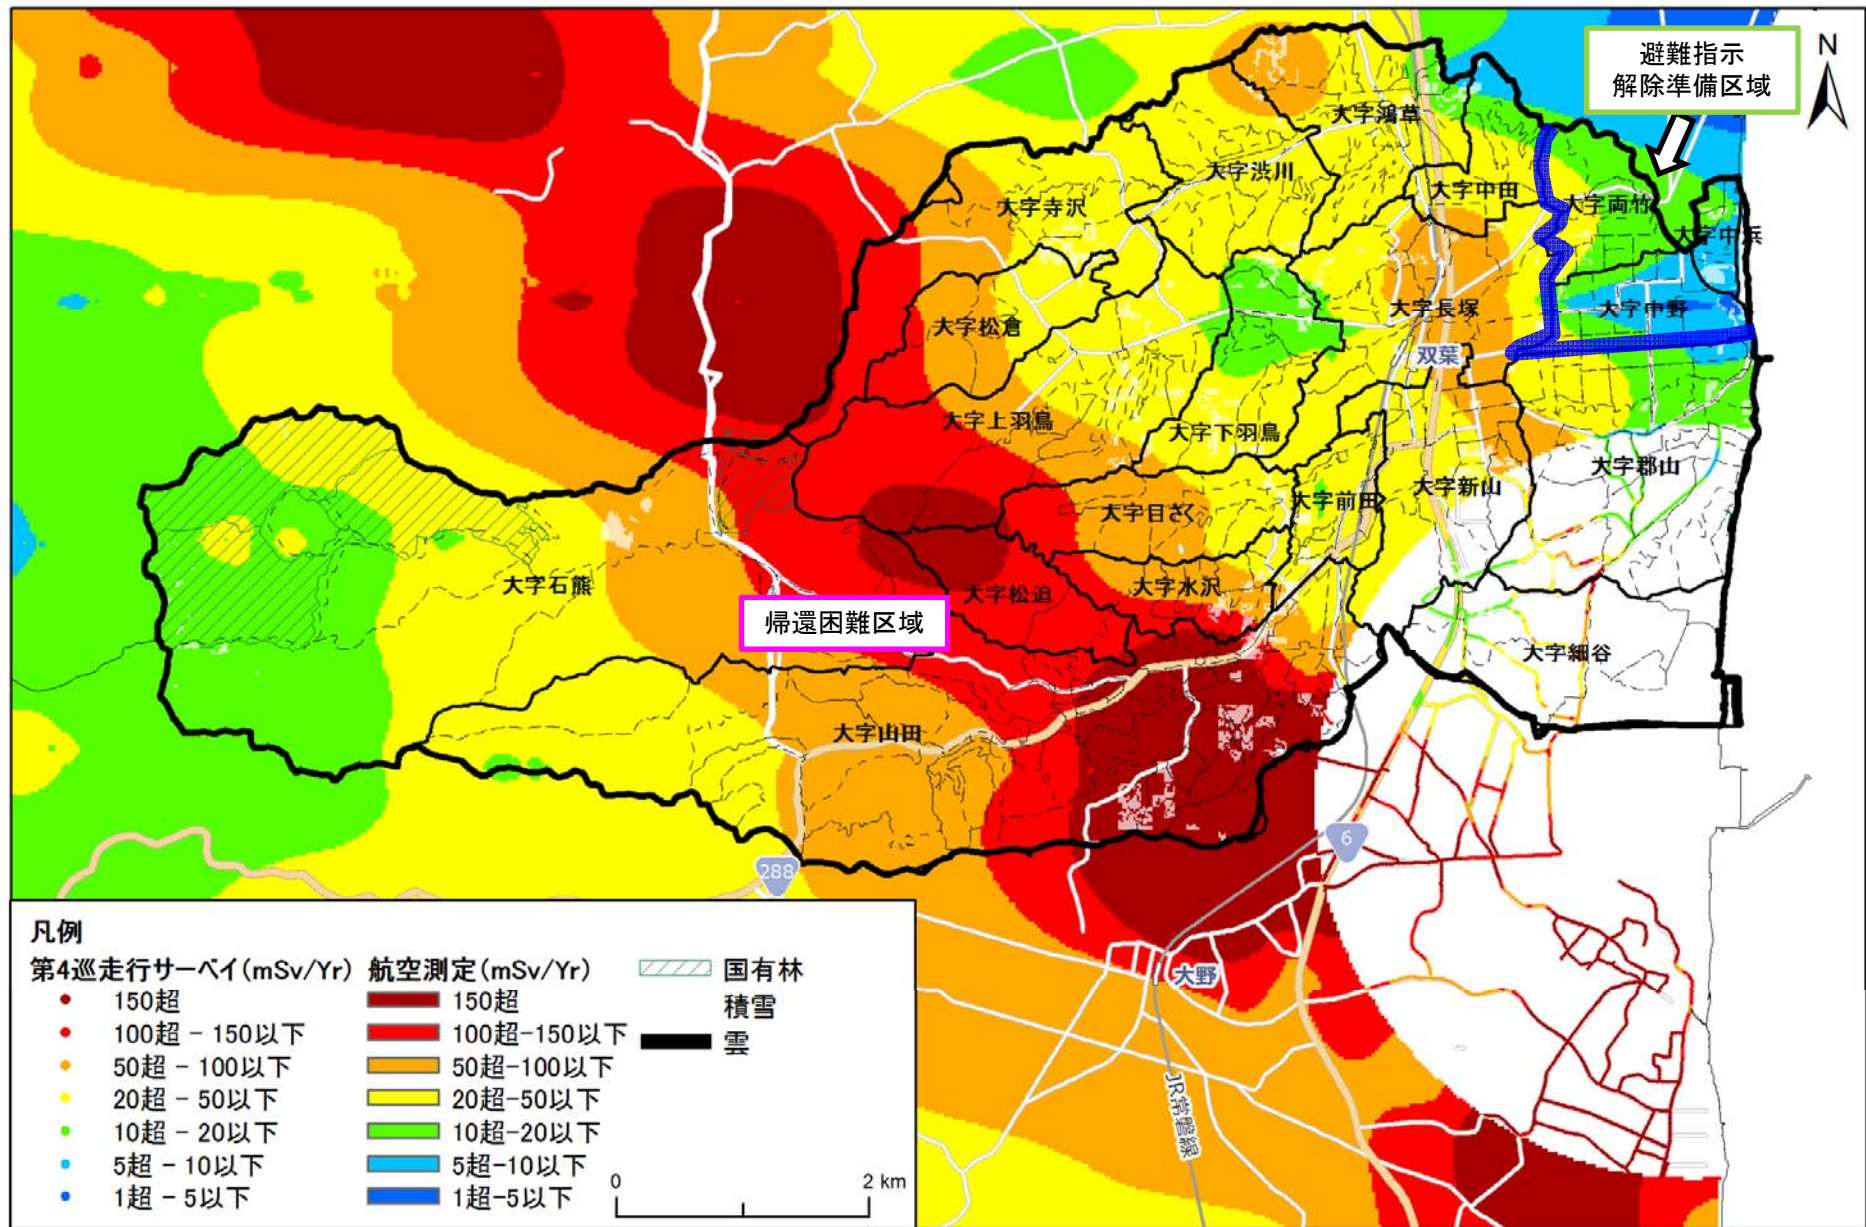 避難指示
解除準備区域
N
大字鴻草
大字渋川
大字中田
大字寺沢
大字両竹
大字中浜
大字松倉
大字長塚
大字中野
双葉
大字上羽鳥
大字下羽鳥
大字郡山
大字目さく
大字前田
大字新山
大字石熊
大字松迫
大字水沢
帰還困難区域
大字細谷
大字山田
6
288
大野
JR常磐線
凡例
第4巡走行サーベイ(mSv/Yr) 航空測定(mSv/Yr) 国有林
150超 150超 積雪
100超 - 150以下 100超-150以下 雲
50超 - 100以下 50超-100以下
20超 - 50以下 20超-50以下
10超 - 20以下 10超-20以下
5超 - 10以下 5超-10以下
1超 - 5以下 1超-5以下
0 2 km